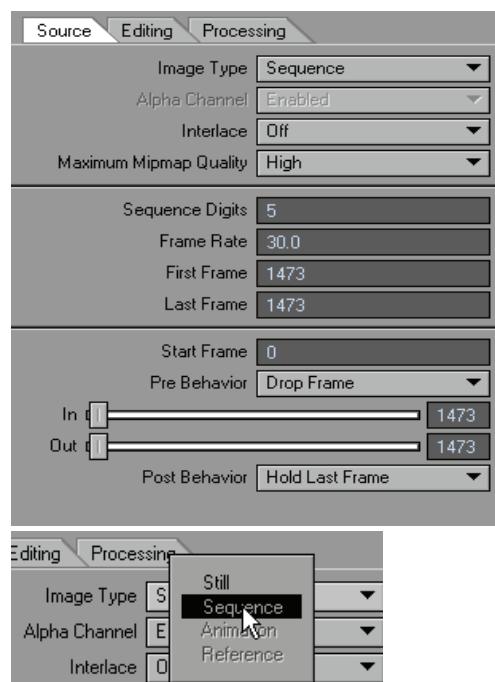 Source Editing Processing
Image Type Sequence
Alpha Channel Enabled
Interlace Off
Maximum Mipmap Quality High
Sequence Digits 5
Frame Rate 30.0
First Frame 1473
Last Frame 1473
Start Frame 0
Pre Behavior Drop Frame
In 1473
Out 1473
Post Behavior Hold Last Frame
Editing Processing
Still
Image Type S Sequence
Alpha Channel E Animation
Interlace O Reference